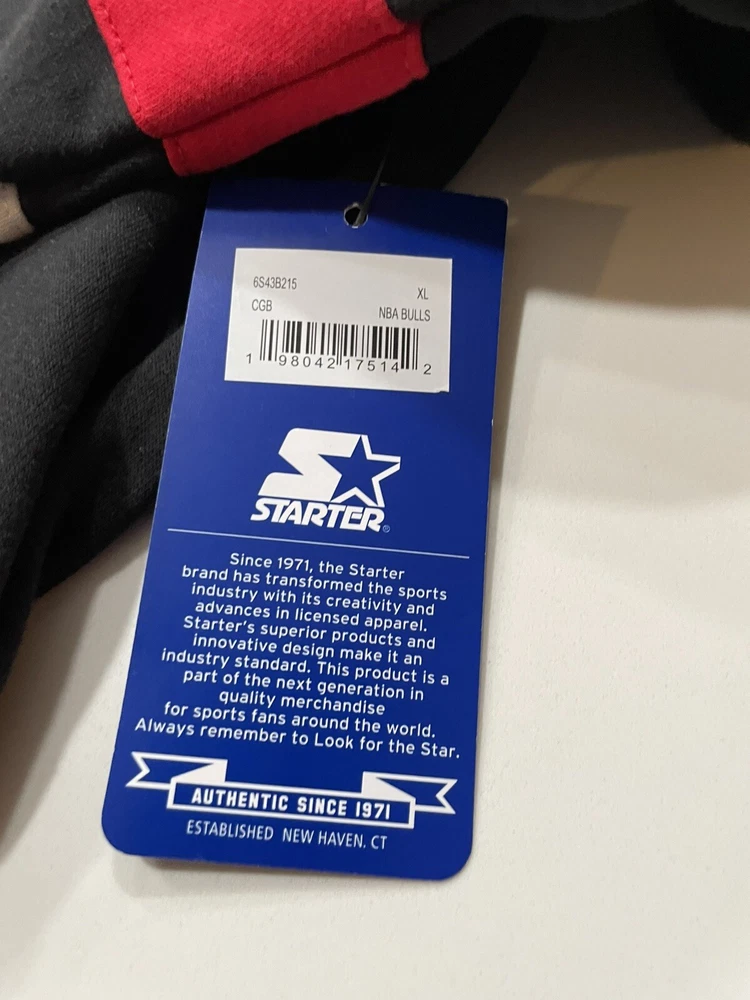 6S43B215
XL
CGB
NBA BULLS
1 98042 17514 2
STARTER®
Since 1971, the Starter
brand has transformed the sports
industry with its creativity and
advances in licensed apparel.
Starter's superior products and
innovative design make it an
industry standard. This product is a
part of the next generation in
quality merchandise
for sports fans around the world.
Always remember to Look for the Star.
AUTHENTIC SINCE 1971
ESTABLISHED NEW HAVEN, CT